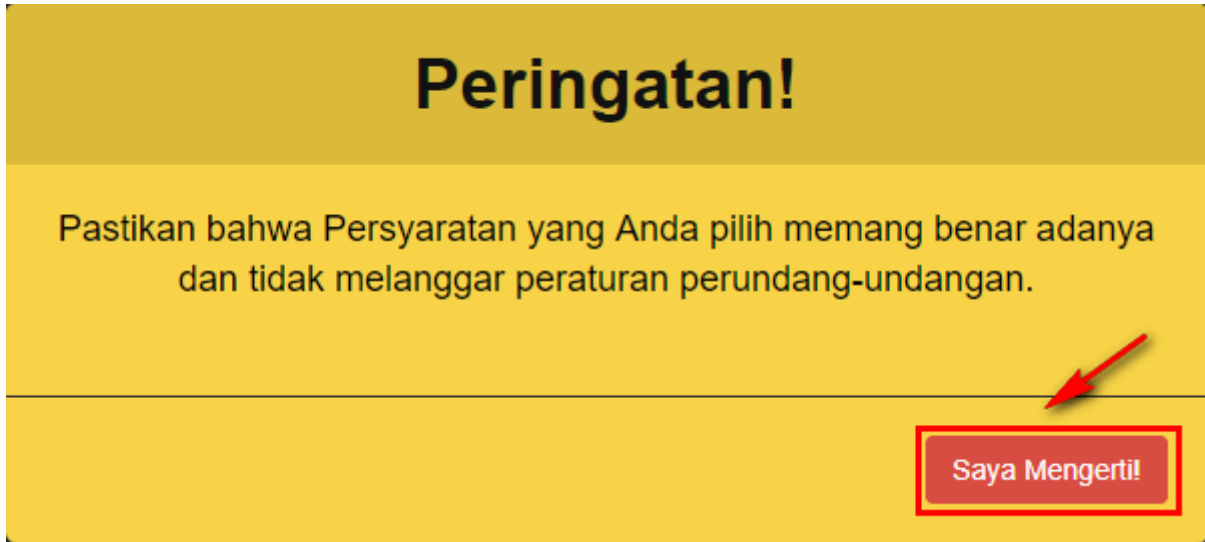 Peringatan!
Pastikan bahwa Persyaratan yang Anda pilih memang benar adanya
dan tidak melanggar peraturan perundang-undangan.
Saya Mengerti!